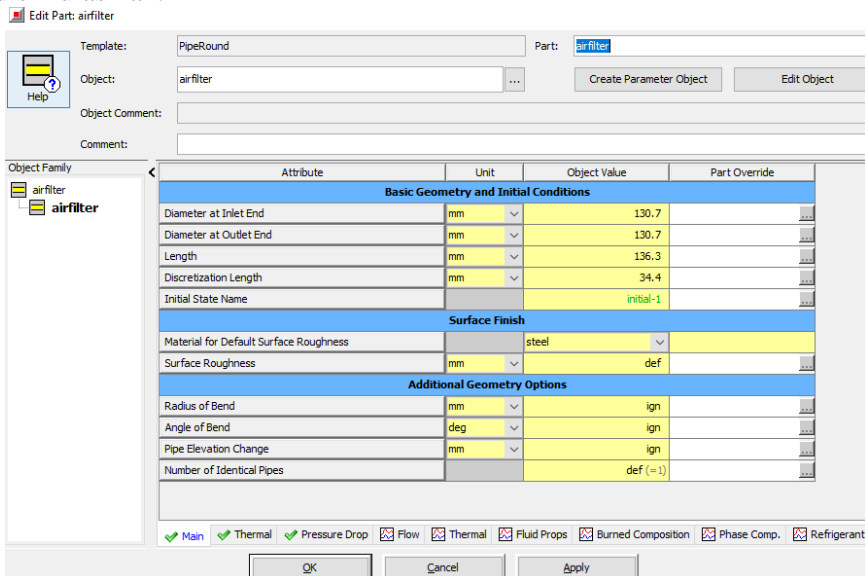 Edit Part: airfilter
Template: PipeRound Part: airfilter
Help
Object: airfilter ... Create Parameter Object Edit Object
Object Comment:
Comment:
Object Family
airfilter
airfilter
Attribute Unit Object Value Part Override
Basic Geometry and Initial Conditions
Diameter at Inlet End mm 130.7 ...
Diameter at Outlet End mm 130.7 ...
Length mm 136.3 ...
Discretization Length mm 34.4 ...
Initial State Name initial-1 ...
Surface Finish
Material for Default Surface Roughness steel
Surface Roughness mm def ...
Additional Geometry Options
Radius of Bend mm ign ...
Angle of Bend deg ign ...
Pipe Elevation Change mm ign ...
Number of Identical Pipes def (=1) ...
Main Thermal Pressure Drop Flow Thermal Fluid Props Burned Composition Phase Comp. Refrigerant
OK Cancel Apply